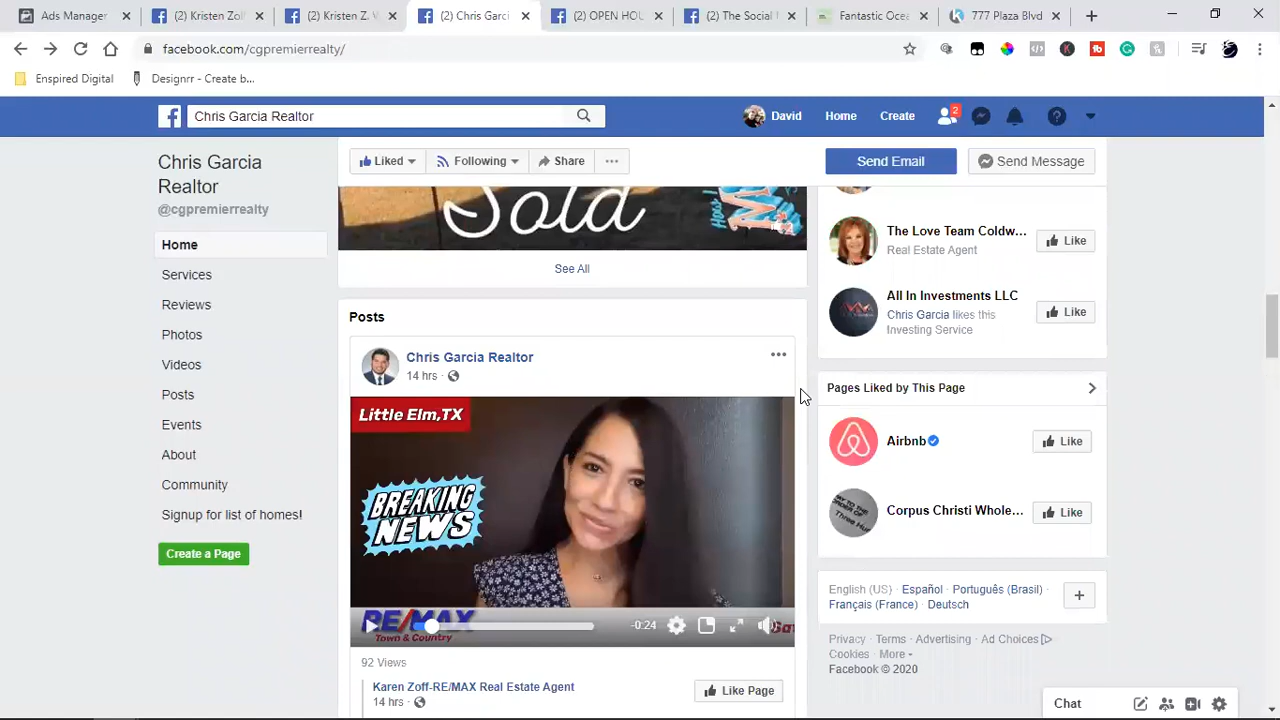 Ads Manager
(2) Kristen Zoff
(2) Kristen Z. W
(2) Chris Garci
(2) OPEN HOU
(2) The Social
Fantastic Ocea
777 Plaza Blvd
facebook.com/cgpremierrealty/
Enspired Digital
Designrr - Create b...
Chris Garcia Realtor
David
Home
Create
2
Chris Garcia
Realtor
@cgpremierrealty
Home
Services
Reviews
Photos
Videos
Posts
Events
About
Community
Signup for list of homes!
Create a Page
Liked
Following
Share
Send Email
Send Message
Sold
See All
Posts
Chris Garcia Realtor
14 hrs
Little Elm,TX
BREAKING
NEWS
RE/MAX
Town & Country
-0:24
92 Views
Karen Zoff-RE/MAX Real Estate Agent
14 hrs
Like Page
The Love Team Coldw...
Real Estate Agent
Like
All In Investments LLC
Chris Garcia likes this
Investing Service
Like
Pages Liked by This Page
Airbnb
Like
Corpus Christi Whole...
Like
English (US) · Español · Português (Brasil) ·
Français (France) · Deutsch
Privacy · Terms · Advertising · Ad Choices
Cookies · More
Facebook © 2020
Chat